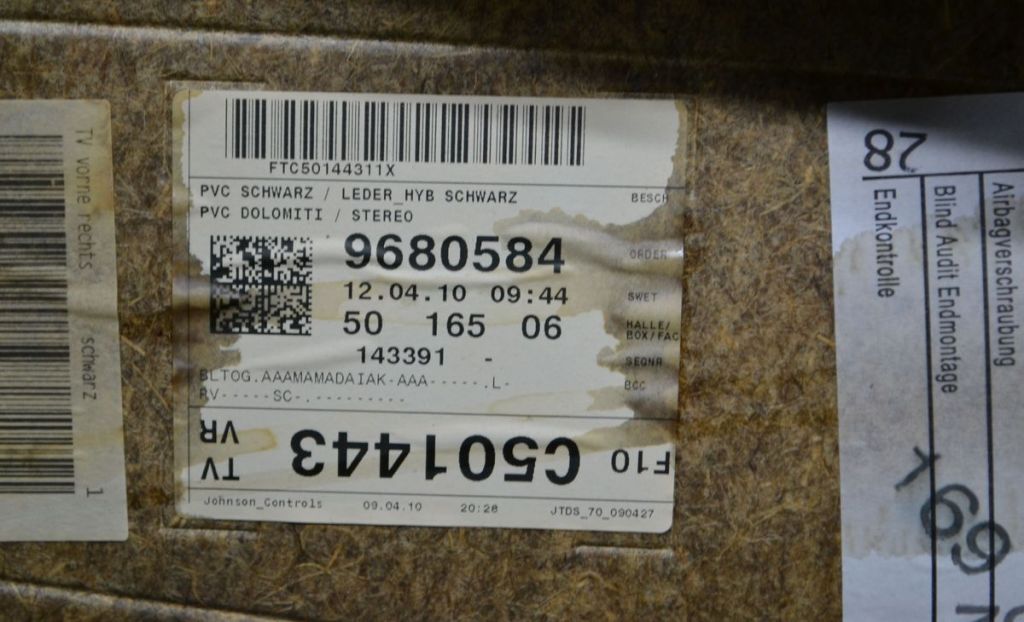 TV vorne rechts schwarz 1
FTC50144311X
PVC SCHWARZ / LEDER_HYB SCHWARZ BESCH
PVC DOLOMITI / STEREO
9680584 ORDER
12.04.10 09:44 SWET
50 165 06 HALLE/
BOX/FAC
143391 - SEQNR
BLTOG.AAAMAMADAIAK-AAA------.L- BCC
RV-----SC-.---------
F10 C501443 TV
VR
Johnson_Controls 09.04.10 20:28 JTDS_70_090427
Airbagverschraubung
Blind Audit Endmontage
Endkontrolle
28
69